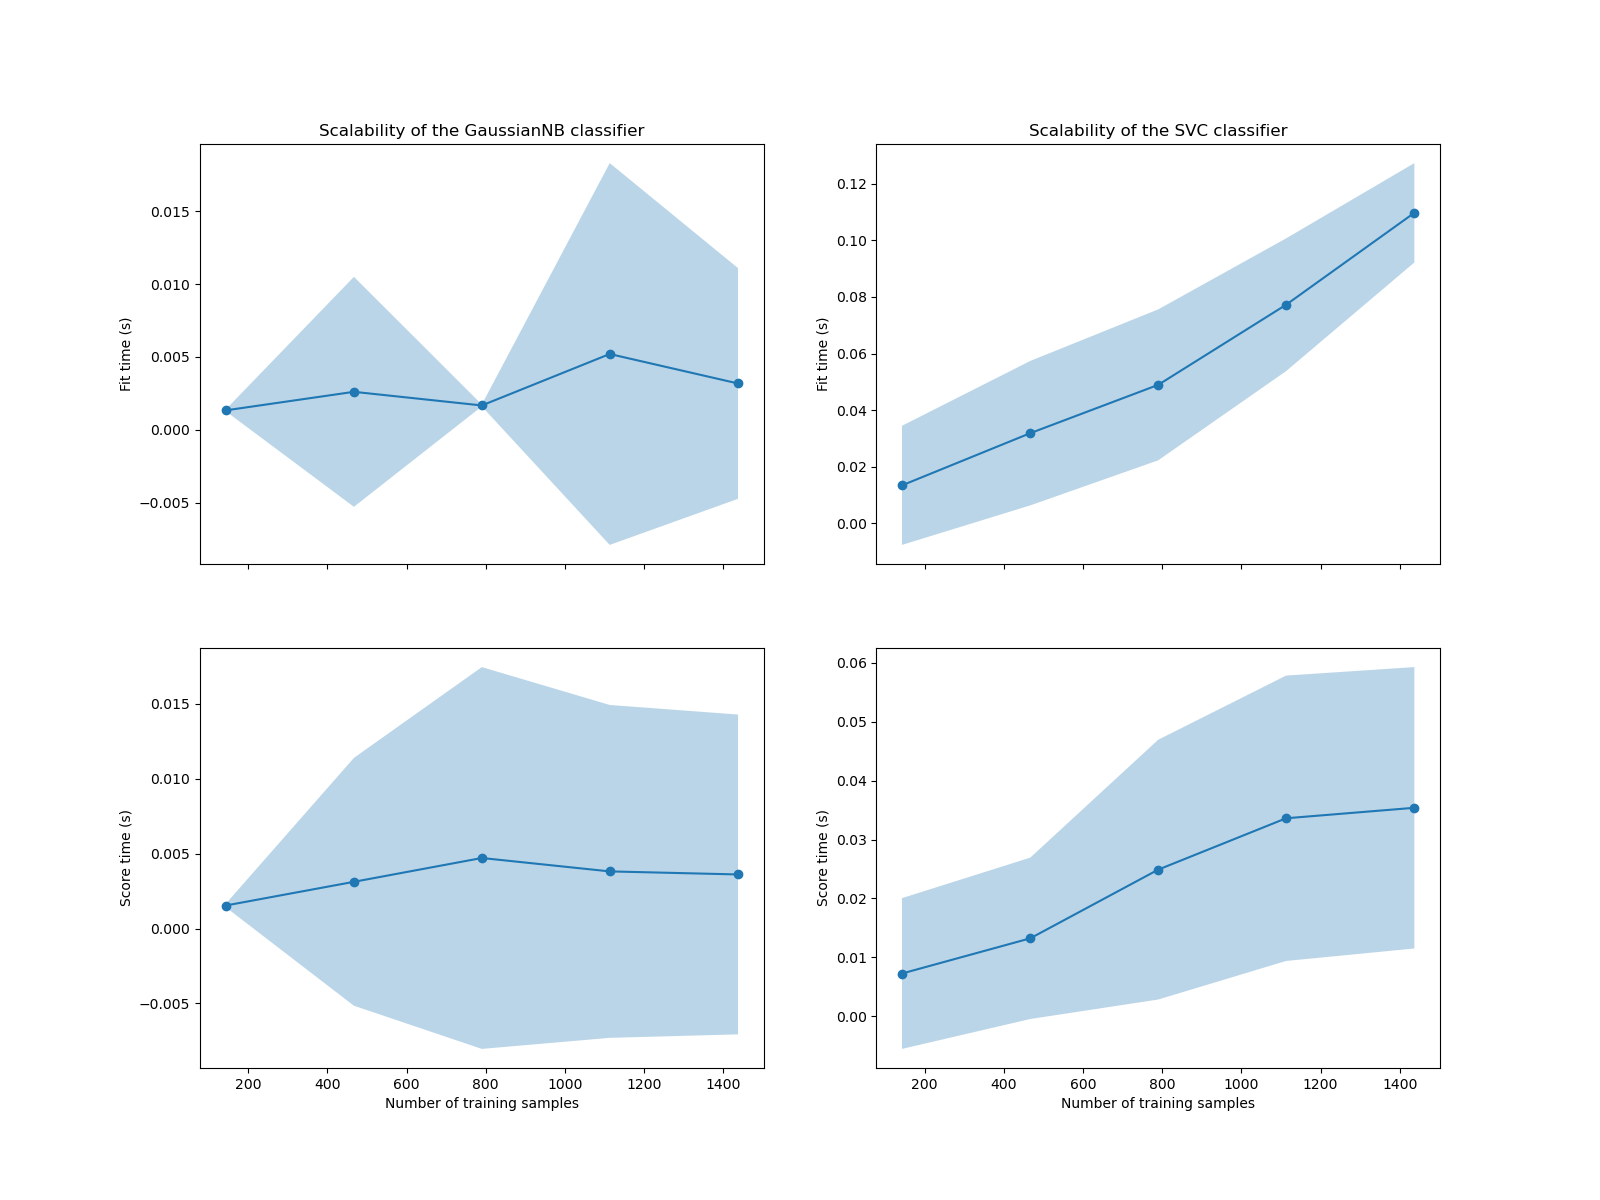 Scalability of the GaussianNB classifier
Fit time (s)
0.015
0.010
0.005
0.000
−0.005
Scalability of the SVC classifier
Fit time (s)
0.12
0.10
0.08
0.06
0.04
0.02
0.00
Score time (s)
0.015
0.010
0.005
0.000
−0.005
200 400 600 800 1000 1200 1400
Number of training samples
Score time (s)
0.06
0.05
0.04
0.03
0.02
0.01
0.00
200 400 600 800 1000 1200 1400
Number of training samples